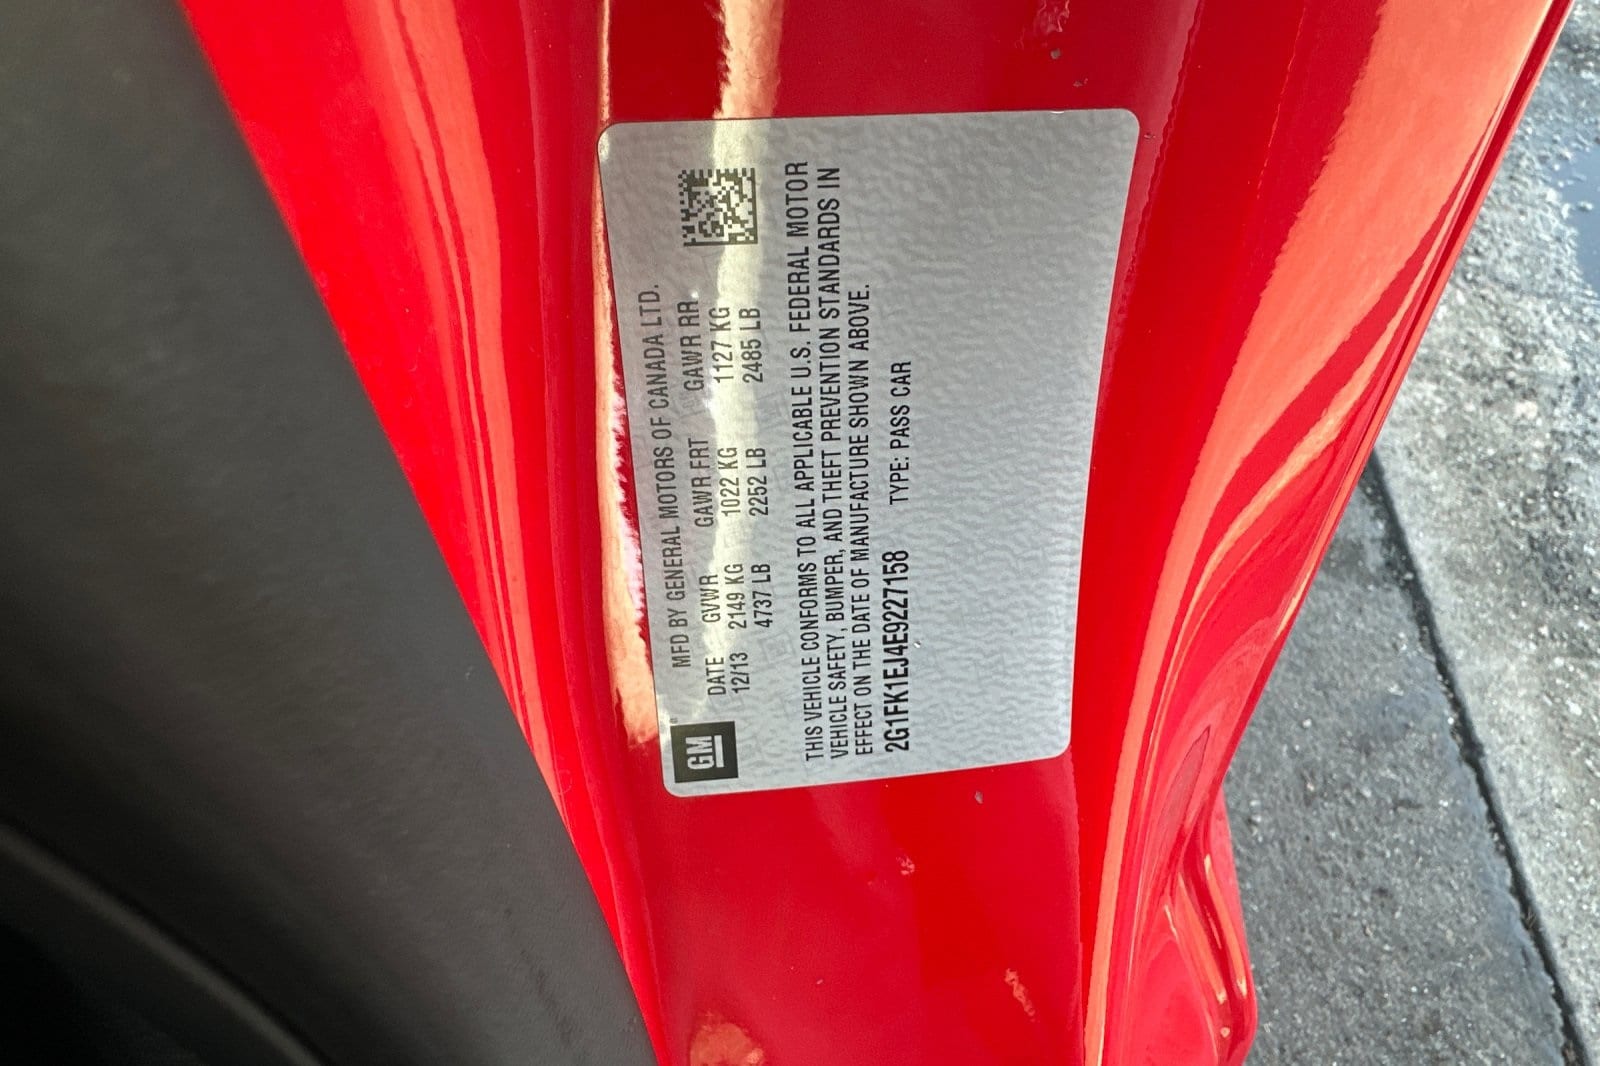 MFD BY GENERAL MOTORS OF CANADA LTD.
GM
DATE GVWR GAWR FRT GAWR RR
12/13 2149 KG 1022 KG 1127 KG
4737 LB 2252 LB 2485 LB
THIS VEHICLE CONFORMS TO ALL APPLICABLE U.S. FEDERAL MOTOR
VEHICLE SAFETY, BUMPER, AND THEFT PREVENTION STANDARDS IN
EFFECT ON THE DATE OF MANUFACTURE SHOWN ABOVE.
2G1FK1EJ4E9227158 TYPE: PASS CAR